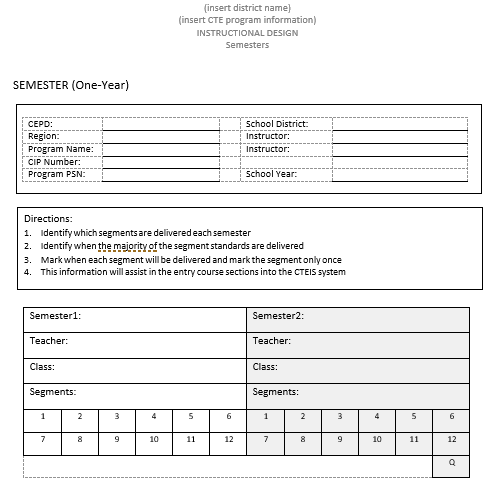 (insert district name)
(insert CTE program information)
INSTRUCTIONAL DESIGN
Semesters
SEMESTER (One-Year)
CEPD: School District:
Region: Instructor:
Program Name: Instructor:
CIP Number:
Program PSN: School Year:
Directions:
1. Identify which segments are delivered each semester
2. Identify when the majority of the segment standards are delivered
3. Mark when each segment will be delivered and mark the segment only once
4. This information will assist in the entry course sections into the CTEIS system
Semester1: Semester2:
Teacher: Teacher:
Class: Class:
Segments: Segments:
1 2 3 4 5 6 1 2 3 4 5 6
7 8 9 10 11 12 7 8 9 10 11 12
Q